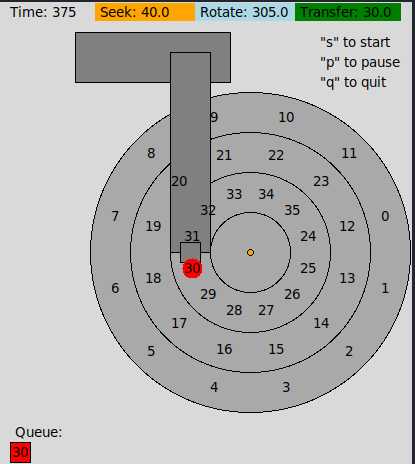 Time: 375 Seek: 40.0 Rotate: 305.0 Transfer: 30.0
"s" to start
"p" to pause
"q" to quit
9 10
8 11
21 22
20 23
33 34
7 32 35 0
19 12
31 24
30 25
18 13
6 1
29 26
28 27
17 14
5 16 15 2
4 3
Queue:
30